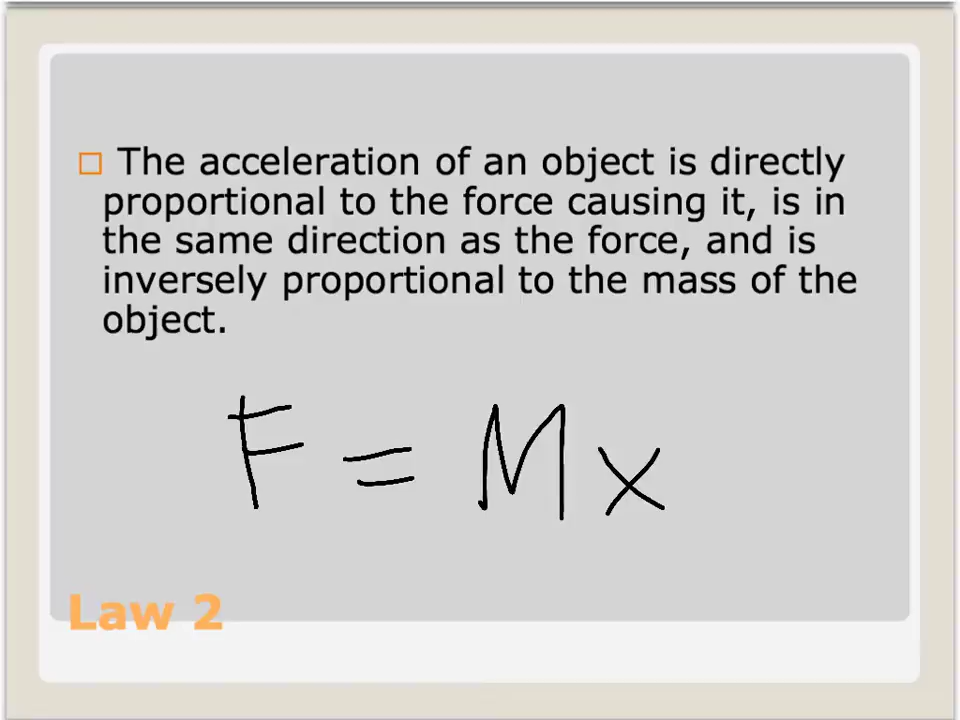 The acceleration of an object is directly
proportional to the force causing it, is in
the same direction as the force, and is
inversely proportional to the mass of the
object.
F = M x
Law 2